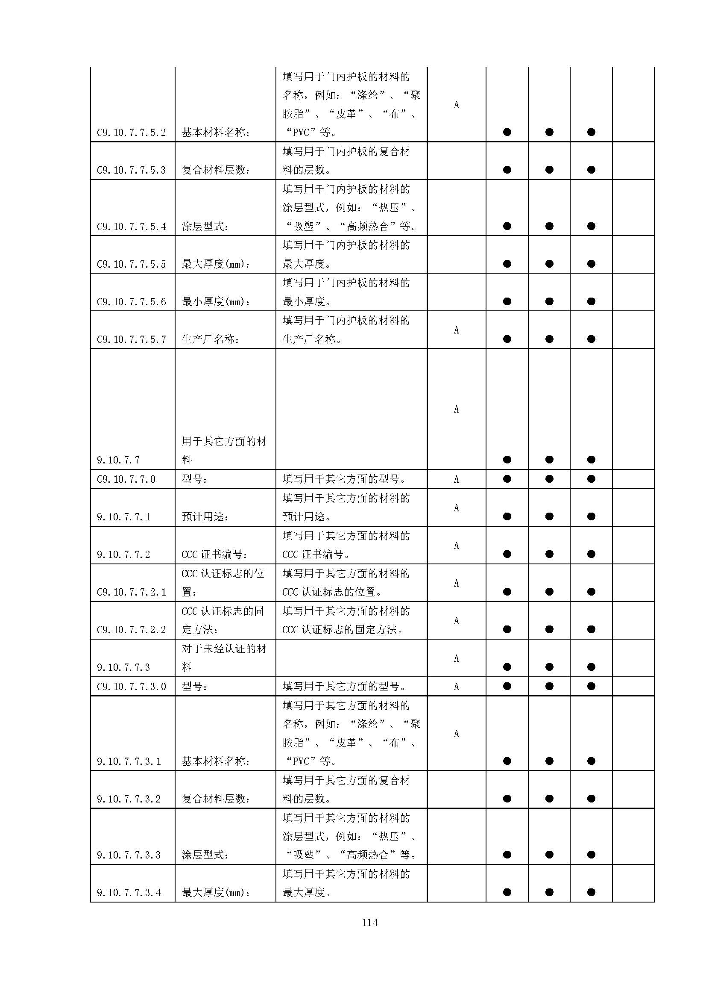 填写用于门内护板的材料的
名称，例如：“涤纶”、“聚
胺脂”、“皮革”、“布”、
A
C9.10.7.7.5.2 基本材料名称： “PVC”等。 ● ● ●
填写用于门内护板的复合材
C9.10.7.7.5.3 复合材料层数： 料的层数。 ● ● ●
填写用于门内护板的材料的
涂层型式，例如：“热压”、
C9.10.7.7.5.4 涂层型式： “吸塑”、“高频热合”等。 ● ● ●
填写用于门内护板的材料的
C9.10.7.7.5.5 最大厚度(mm)： 最大厚度。 ● ● ●
填写用于门内护板的材料的
C9.10.7.7.5.6 最小厚度(mm)： 最小厚度。 ● ● ●
填写用于门内护板的材料的
A
C9.10.7.7.5.7 生产厂名称： 生产厂名称。 ● ● ●
A
用于其它方面的材
9.10.7.7 料 ● ● ●
C9.10.7.7.0 型号： 填写用于其它方面的型号。 A ● ● ●
填写用于其它方面的材料的
A
9.10.7.7.1 预计用途： 预计用途。 ● ● ●
填写用于其它方面的材料的
A
9.10.7.7.2 CCC 证书编号： CCC 证书编号。 ● ● ●
CCC 认证标志的位 填写用于其它方面的材料的
A
C9.10.7.7.2.1 置： CCC 认证标志的位置。 ● ● ●
CCC 认证标志的固 填写用于其它方面的材料的
A
C9.10.7.7.2.2 定方法： CCC 认证标志的固定方法。 ● ● ●
对于未经认证的材
A
9.10.7.7.3 料 ● ● ●
C9.10.7.7.3.0 型号： 填写用于其它方面的型号。 A ● ● ●
填写用于其它方面的材料的
名称，例如：“涤纶”、“聚
A
胺脂”、“皮革”、“布”、
9.10.7.7.3.1 基本材料名称： “PVC”等。 ● ● ●
填写用于其它方面的复合材
9.10.7.7.3.2 复合材料层数： 料的层数。 ● ● ●
填写用于其它方面的材料的
涂层型式，例如：“热压”、
9.10.7.7.3.3 涂层型式： “吸塑”、“高频热合”等。 ● ● ●
填写用于其它方面的材料的
9.10.7.7.3.4 最大厚度(mm)： 最大厚度。 ● ● ●
114